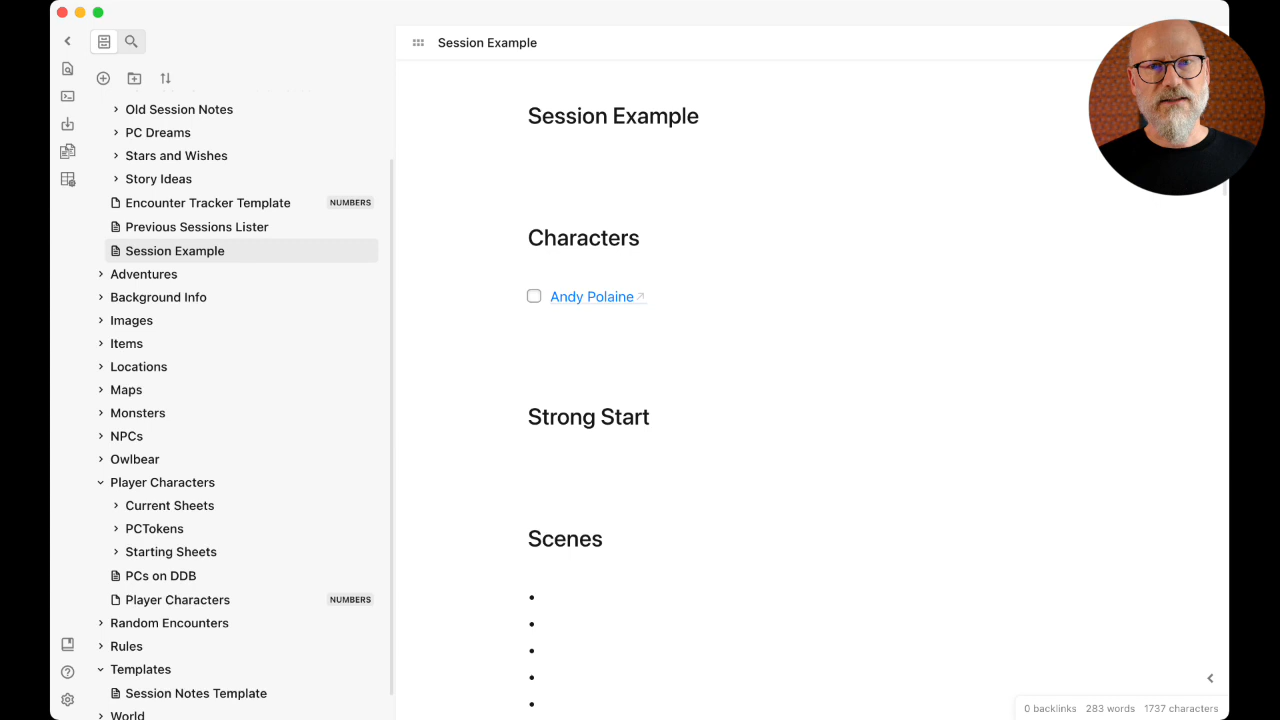 Session Example
Old Session Notes
PC Dreams
Stars and Wishes
Story Ideas
Encounter Tracker Template NUMBERS
Previous Sessions Lister
Session Example
Adventures
Background Info
Images
Items
Locations
Maps
Monsters
NPCs
Owlbear
Player Characters
Current Sheets
PCTokens
Starting Sheets
PCs on DDB
Player Characters NUMBERS
Random Encounters
Rules
Templates
Session Notes Template
World
Session Example
Characters
Andy Polaine
Strong Start
Scenes
0 backlinks 283 words 1737 characters